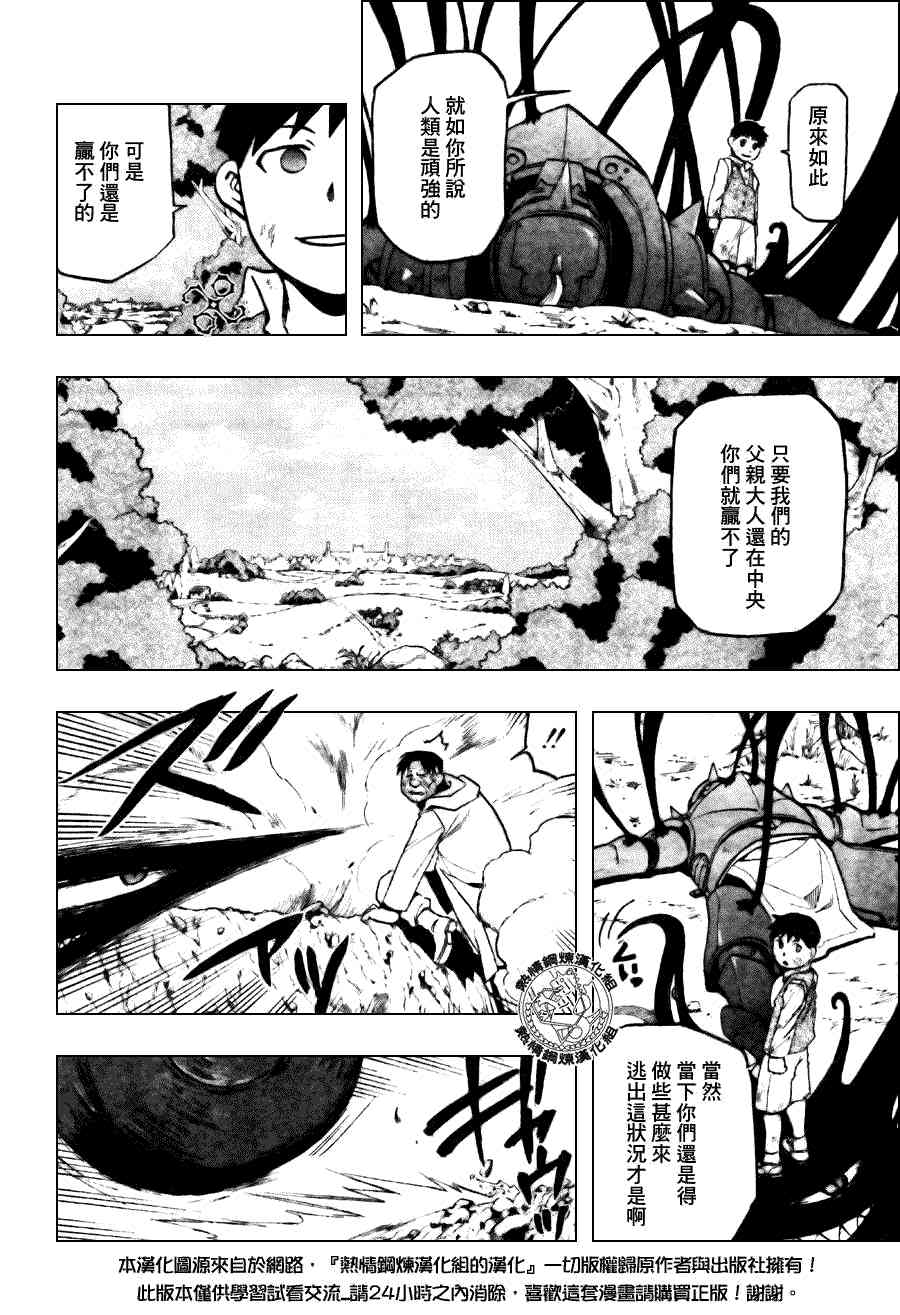 原來如此
就如你所說
人類是頑強的
可是
你們還是
贏不了的
只要我們的
父親大人還在中央
你們就贏不了
!!
ズズズ
當然
當下你們還是得
做些甚麼來
逃出這狀況才是啊
熱情鋼煉漢化組
熱情鋼煉漢化組
本漢化圖源來自於網路，『熱情鋼煉漢化組的漢化』一切版權歸原作者與出版社擁有！
此版本僅供學習試看交流_請24小時之內消除，喜歡這套漫畫請購買正版！謝謝。